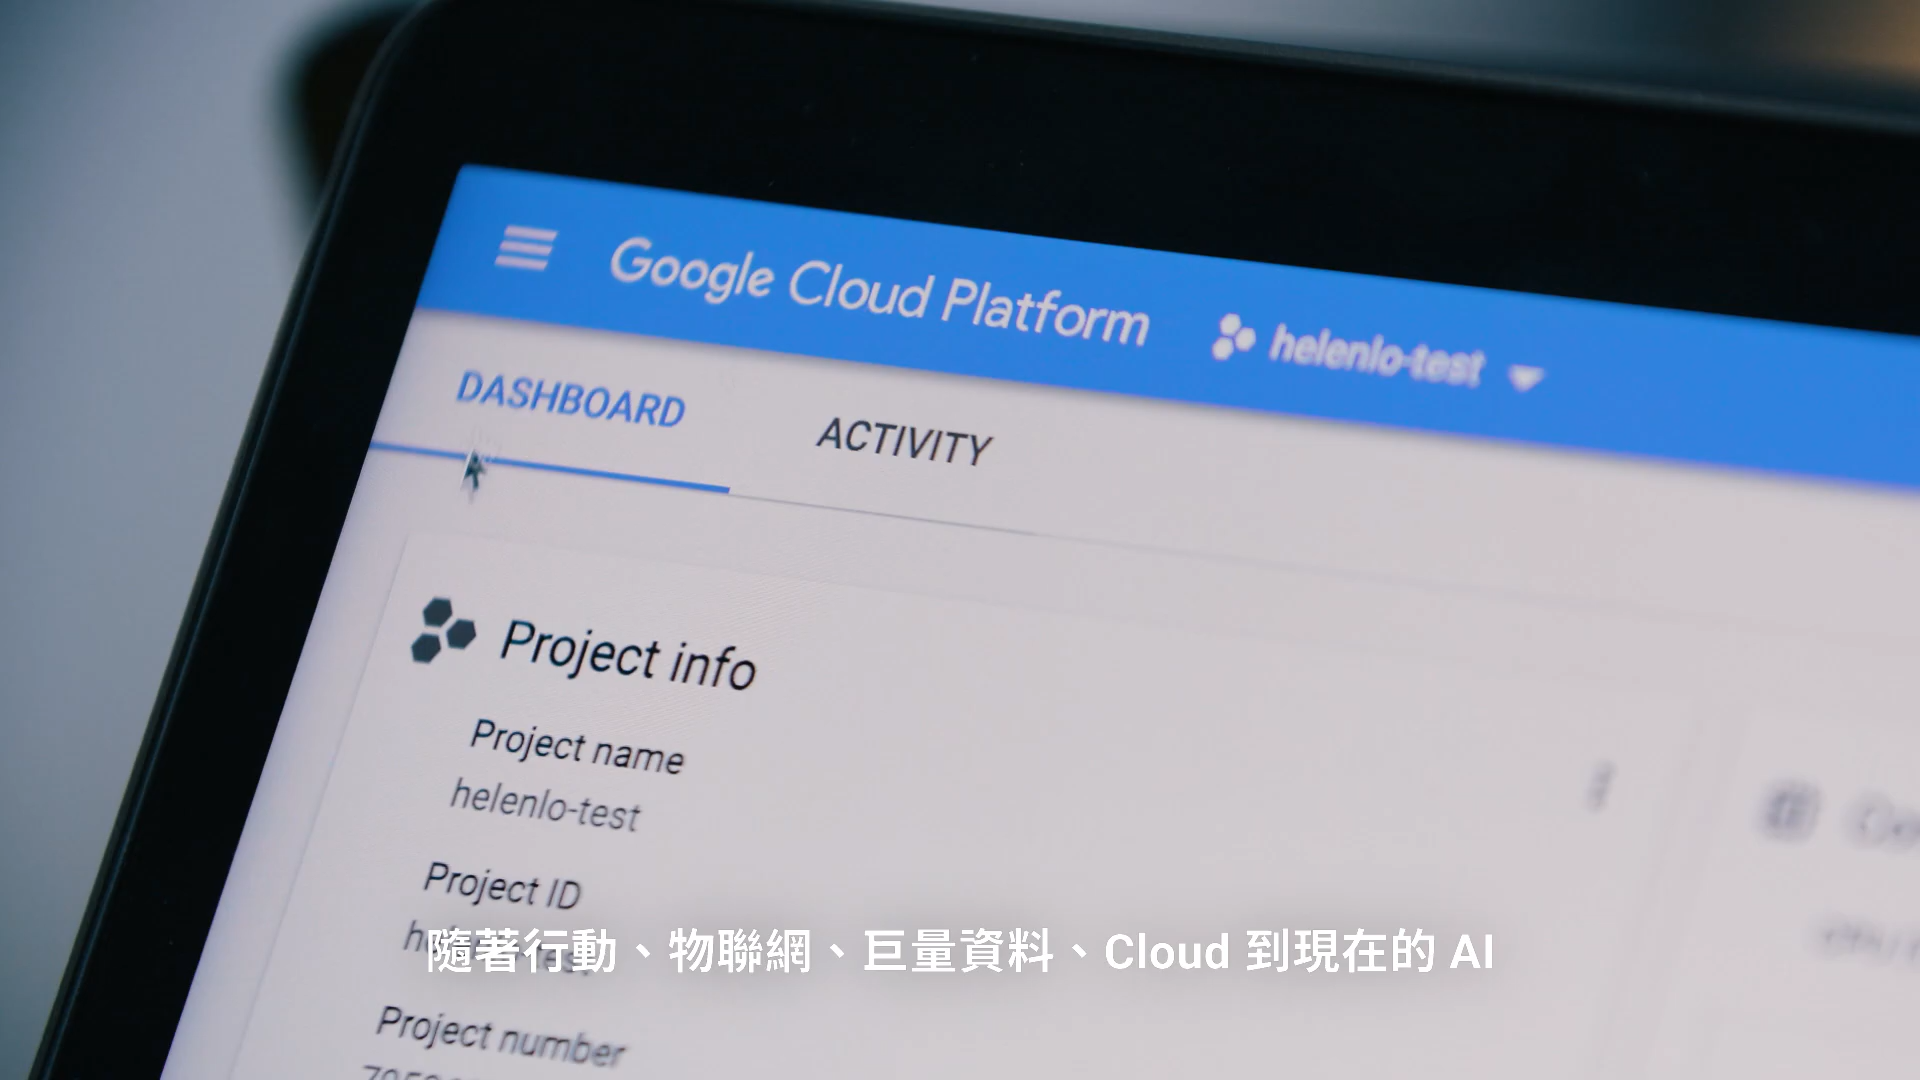 Google Cloud Platform
helenlo-test
DASHBOARD
ACTIVITY
Project info
Project name
helenlo-test
Project ID
隨著行動、物聯網、巨量資料、Cloud 到現在的 AI
Project number